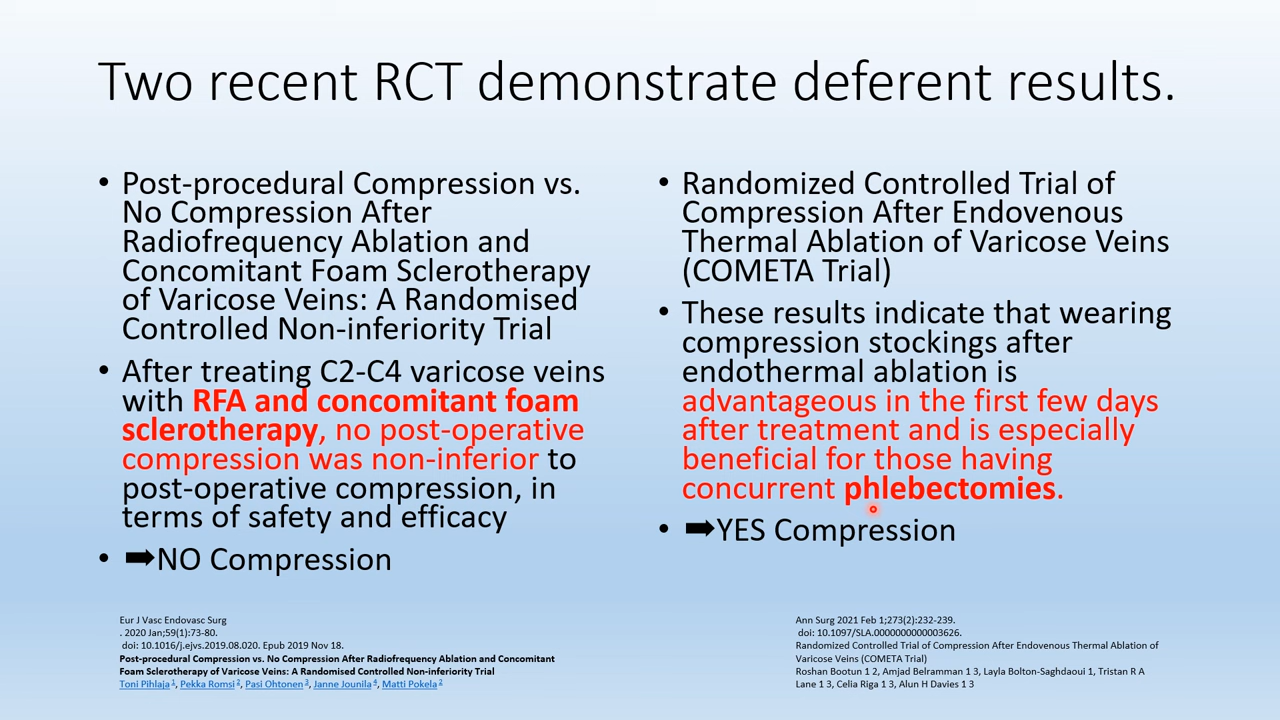 Two recent RCT demonstrate deferent results.
• Post-procedural Compression vs.
No Compression After
Radiofrequency Ablation and
Concomitant Foam Sclerotherapy
of Varicose Veins: A Randomised
Controlled Non-inferiority Trial
• After treating C2-C4 varicose veins
with RFA and concomitant foam
sclerotherapy, no post-operative
compression was non-inferior to
post-operative compression, in
terms of safety and efficacy
• ➡NO Compression
Eur J Vasc Endovasc Surg
. 2020 Jan;59(1):73-80.
doi: 10.1016/j.ejvs.2019.08.020. Epub 2019 Nov 18.
Post-procedural Compression vs. No Compression After Radiofrequency Ablation and Concomitant
Foam Sclerotherapy of Varicose Veins: A Randomised Controlled Non-inferiority Trial
Toni Pihlaja 1, Pekka Romsi 2, Pasi Ohtonen 3, Janne Jounila 4, Matti Pokela 2
• Randomized Controlled Trial of
Compression After Endovenous
Thermal Ablation of Varicose Veins
(COMETA Trial)
• These results indicate that wearing
compression stockings after
endothermal ablation is
advantageous in the first few days
after treatment and is especially
beneficial for those having
concurrent phlebectomies.
• ➡YES Compression
Ann Surg 2021 Feb 1;273(2):232-239.
doi: 10.1097/SLA.0000000000003626.
Randomized Controlled Trial of Compression After Endovenous Thermal Ablation of
Varicose Veins (COMETA Trial)
Roshan Bootun 1 2, Amjad Belramman 1 3, Layla Bolton-Saghdaoui 1, Tristan R A
Lane 1 3, Celia Riga 1 3, Alun H Davies 1 3